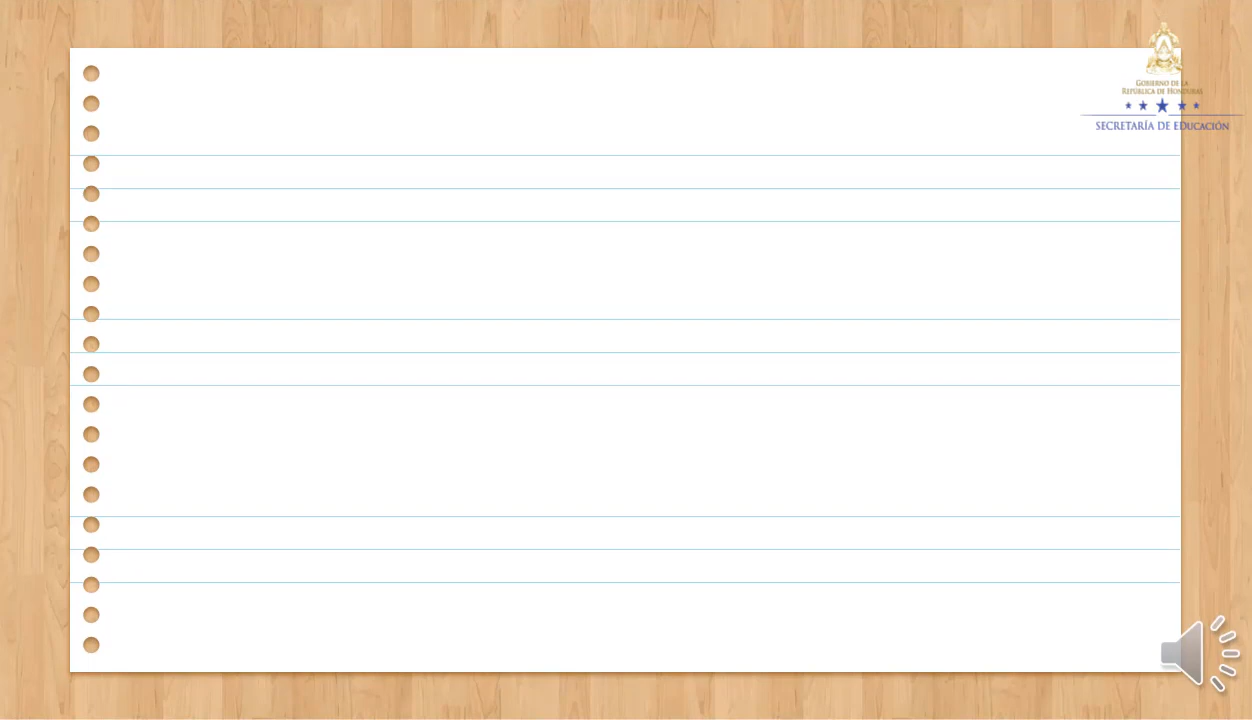 GOBIERNO DE LA
REPÚBLICA DE HONDURAS
SECRETARÍA DE EDUCACIÓN